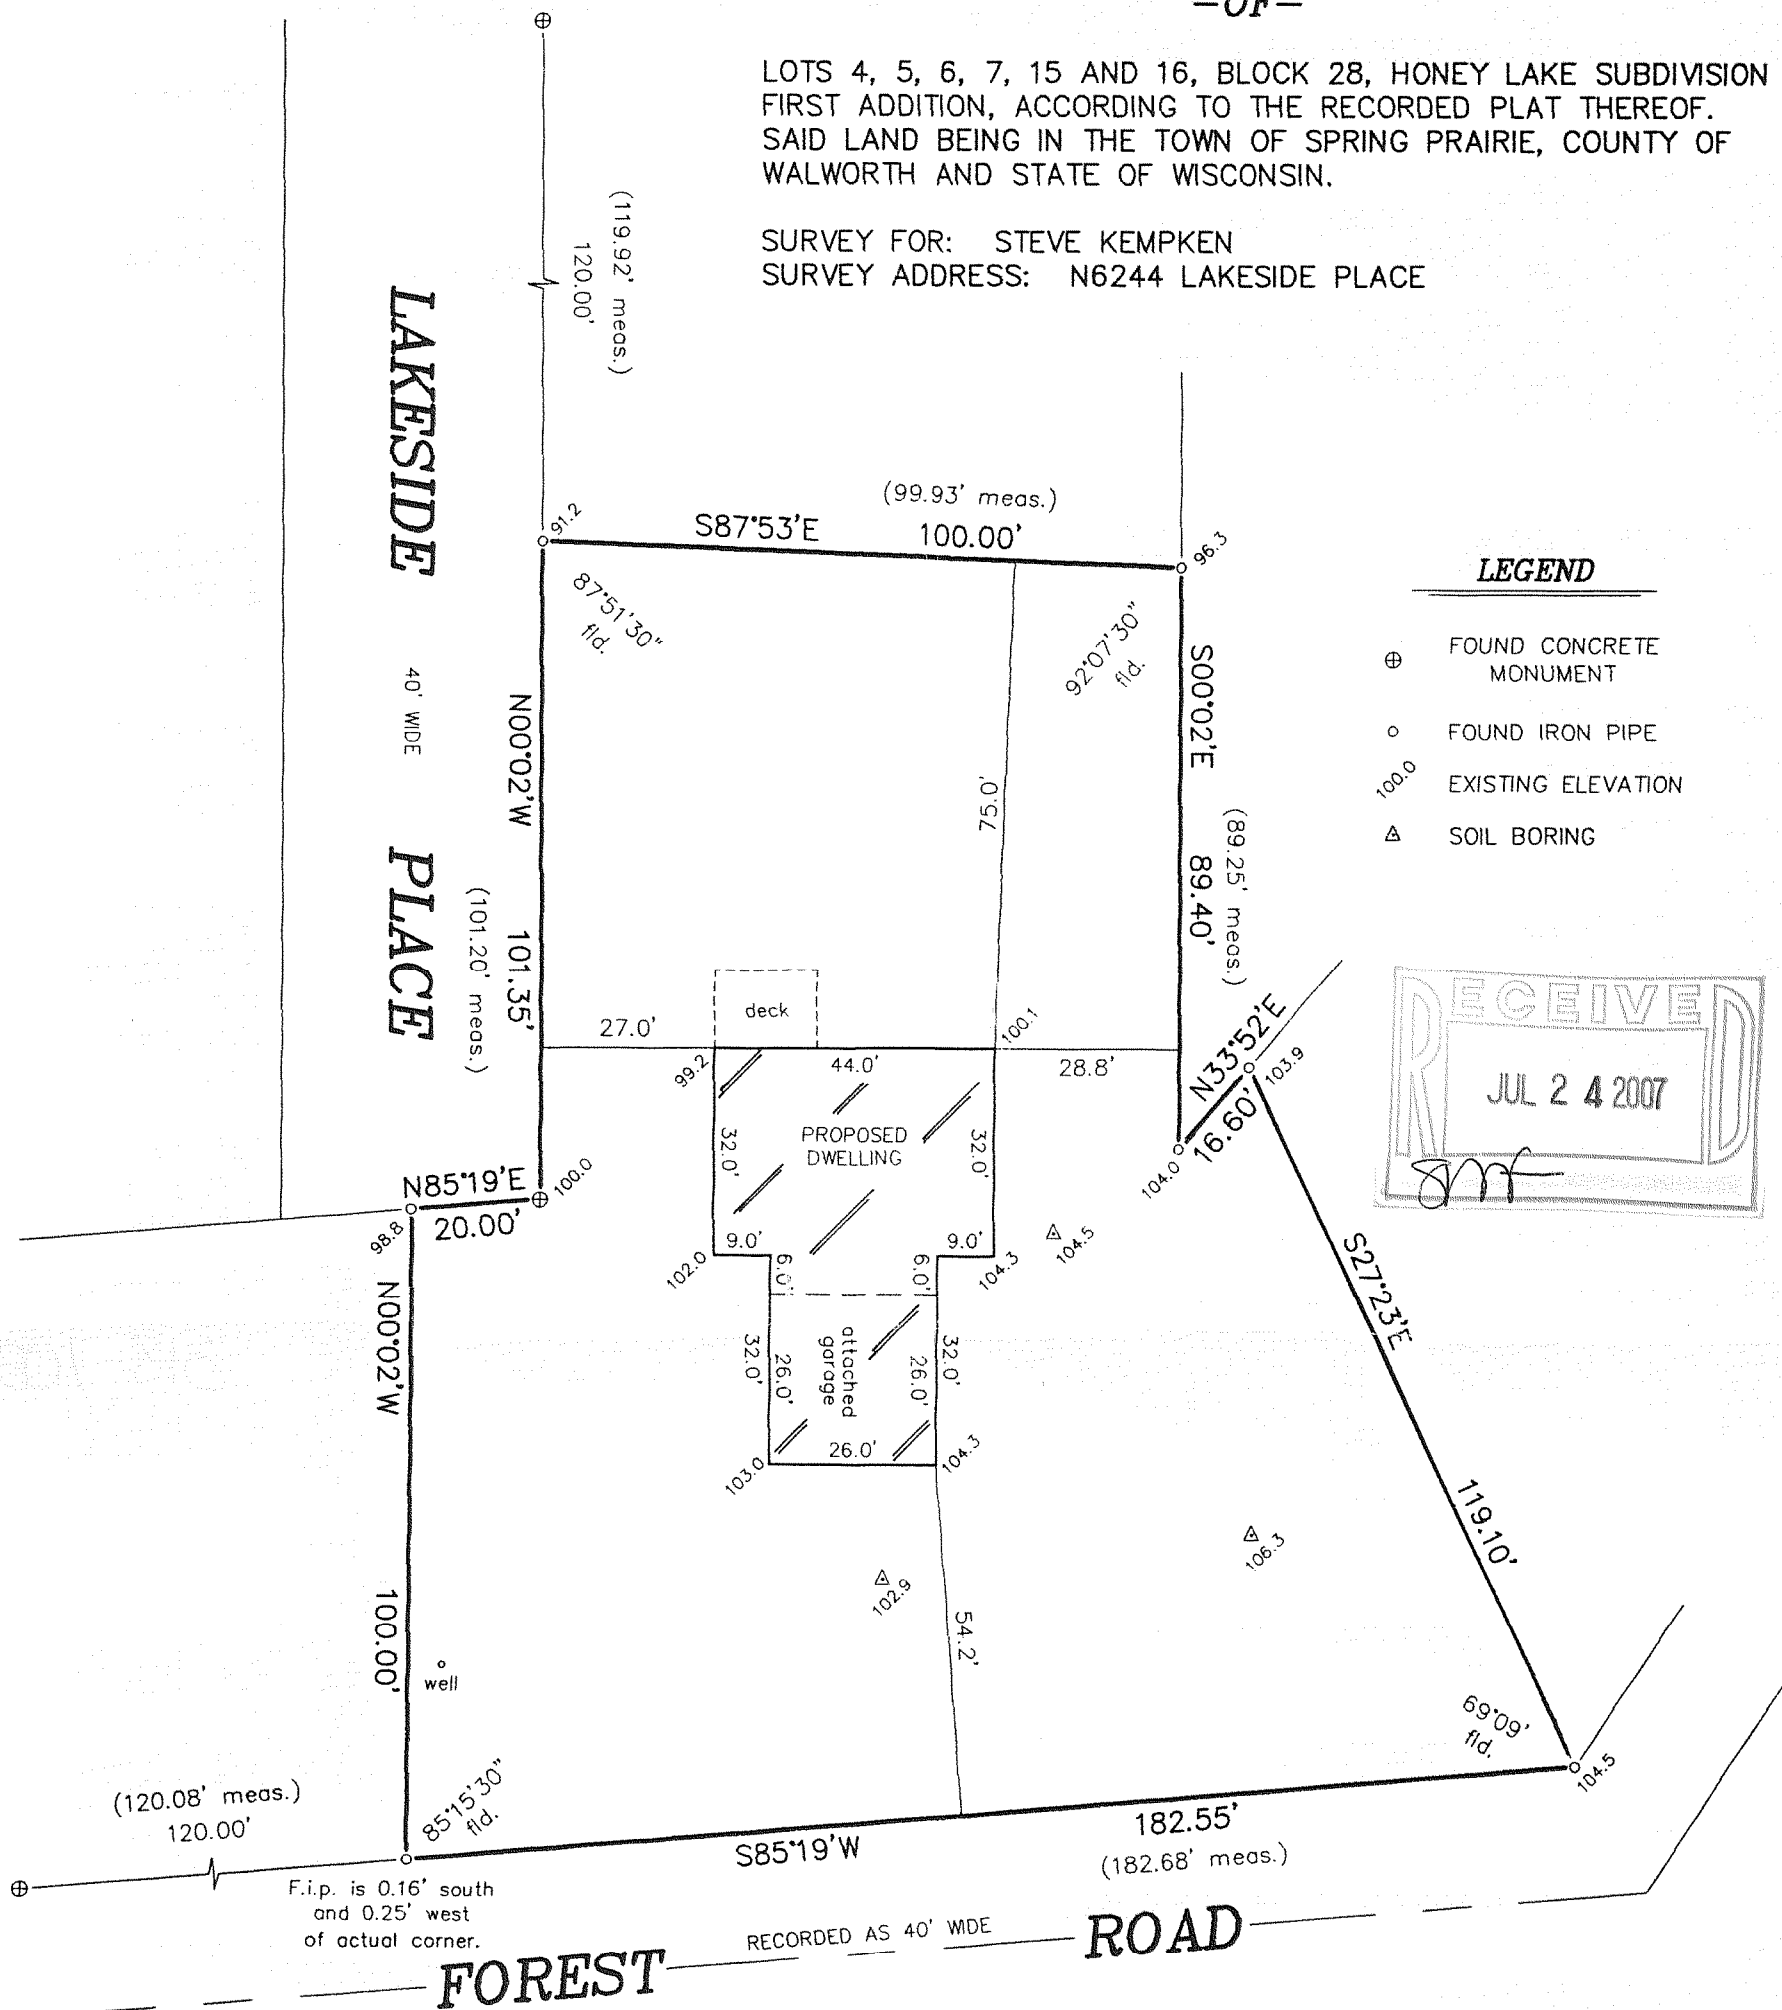 —OF—
LOTS 4, 5, 6, 7, 15 AND 16, BLOCK 28, HONEY LAKE SUBDIVISION
FIRST ADDITION, ACCORDING TO THE RECORDED PLAT THEREOF.
SAID LAND BEING IN THE TOWN OF SPRING PRAIRIE, COUNTY OF
WALWORTH AND STATE OF WISCONSIN.
SURVEY FOR: STEVE KEMPKEN
SURVEY ADDRESS: N6244 LAKESIDE PLACE
(119.92' meas.)
120.00'
LAKESIDE PLACE
40' WIDE
(99.93' meas.)
S87°53'E 100.00'
91.2
96.3
87°51'30"
fld.
92°07'30"
fld.
N00°02'W 101.35'
(101.20' meas.)
S00°02'E 89.40'
(89.25' meas.)
75.0'
LEGEND
FOUND CONCRETE
MONUMENT
FOUND IRON PIPE
100.0 EXISTING ELEVATION
SOIL BORING
RECEIVED
JUL 24 2007
deck
27.0'
44.0'
28.8'
99.2
100.1
N33°52'E
16.60'
103.9
104.0
PROPOSED
DWELLING
32.0'
32.0'
N85°19'E
20.00'
100.0
98.8
9.0'
9.0'
102.0
104.3
6.0'
6.0'
104.5
attached
garage
32.0'
26.0'
26.0'
32.0'
26.0'
103.0
104.3
S27°23'E
119.10'
N00°02'W
100.00'
106.3
102.9
54.2'
well
69°09'
fld.
104.5
85°15'30"
fld.
(120.08' meas.)
120.00'
S85°19'W
182.55'
(182.68' meas.)
F.i.p. is 0.16' south
and 0.25' west
of actual corner.
RECORDED AS 40' WIDE
FOREST ROAD